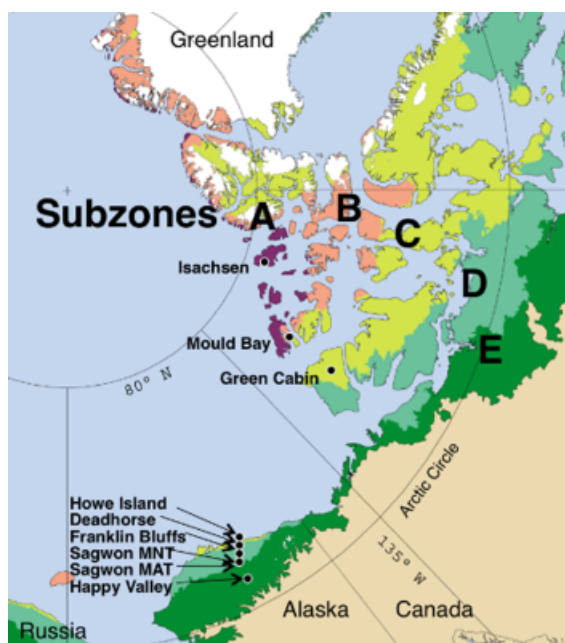 Greenland
Subzones A B C D E
Isachsen
Mould Bay
Green Cabin
80° N
Arctic Circle
135° W
Howe Island
Deadhorse
Franklin Bluffs
Sagwon MNT
Sagwon MAT
Happy Valley
Alaska
Canada
Russia